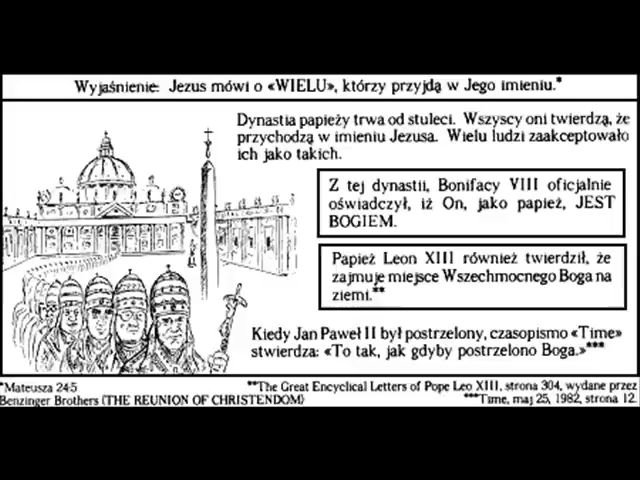 Wyjaśnienie: Jezus mówi o «WIELU», którzy przyjdą w Jego imieniu.*
Dynastia papieży trwa od stuleci. Wszyscy oni twierdzą, że
przychodzą w imieniu Jezusa. Wielu ludzi zaakceptowało
ich jako takich.
Z tej dynastii, Bonifacy VIII oficjalnie
oświadczył, iż On, jako papież, JEST
BOGIEM.
Papież Leon XIII również twierdził, że
zajmuje miejsce Wszechmocnego Boga na
ziemi.**
Kiedy Jan Paweł II był postrzelony, czasopismo «Time»
stwierdza: «To tak, jak gdyby postrzelono Boga.»***
*Mateusza 24:5
**The Great Encyclical Letters of Pope Leo XIII, strona 304, wydane przez
Benzinger Brothers (THE REUNION OF CHRISTENDOM)
***Time, maj 25, 1982, strona 12.